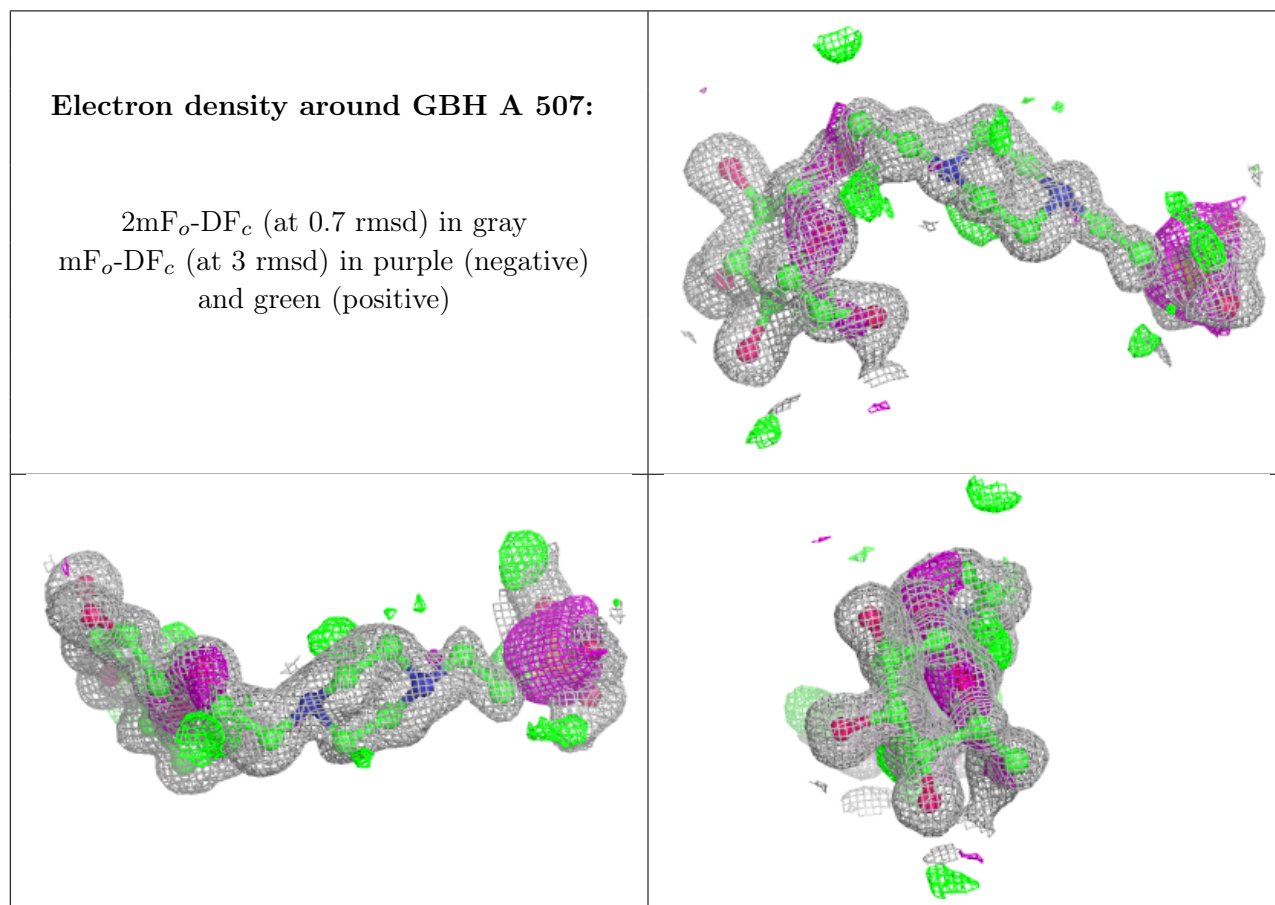 Electron density around GBH A 507:
2mFo-DFc (at 0.7 rmsd) in gray
mFo-DFc (at 3 rmsd) in purple (negative)
and green (positive)